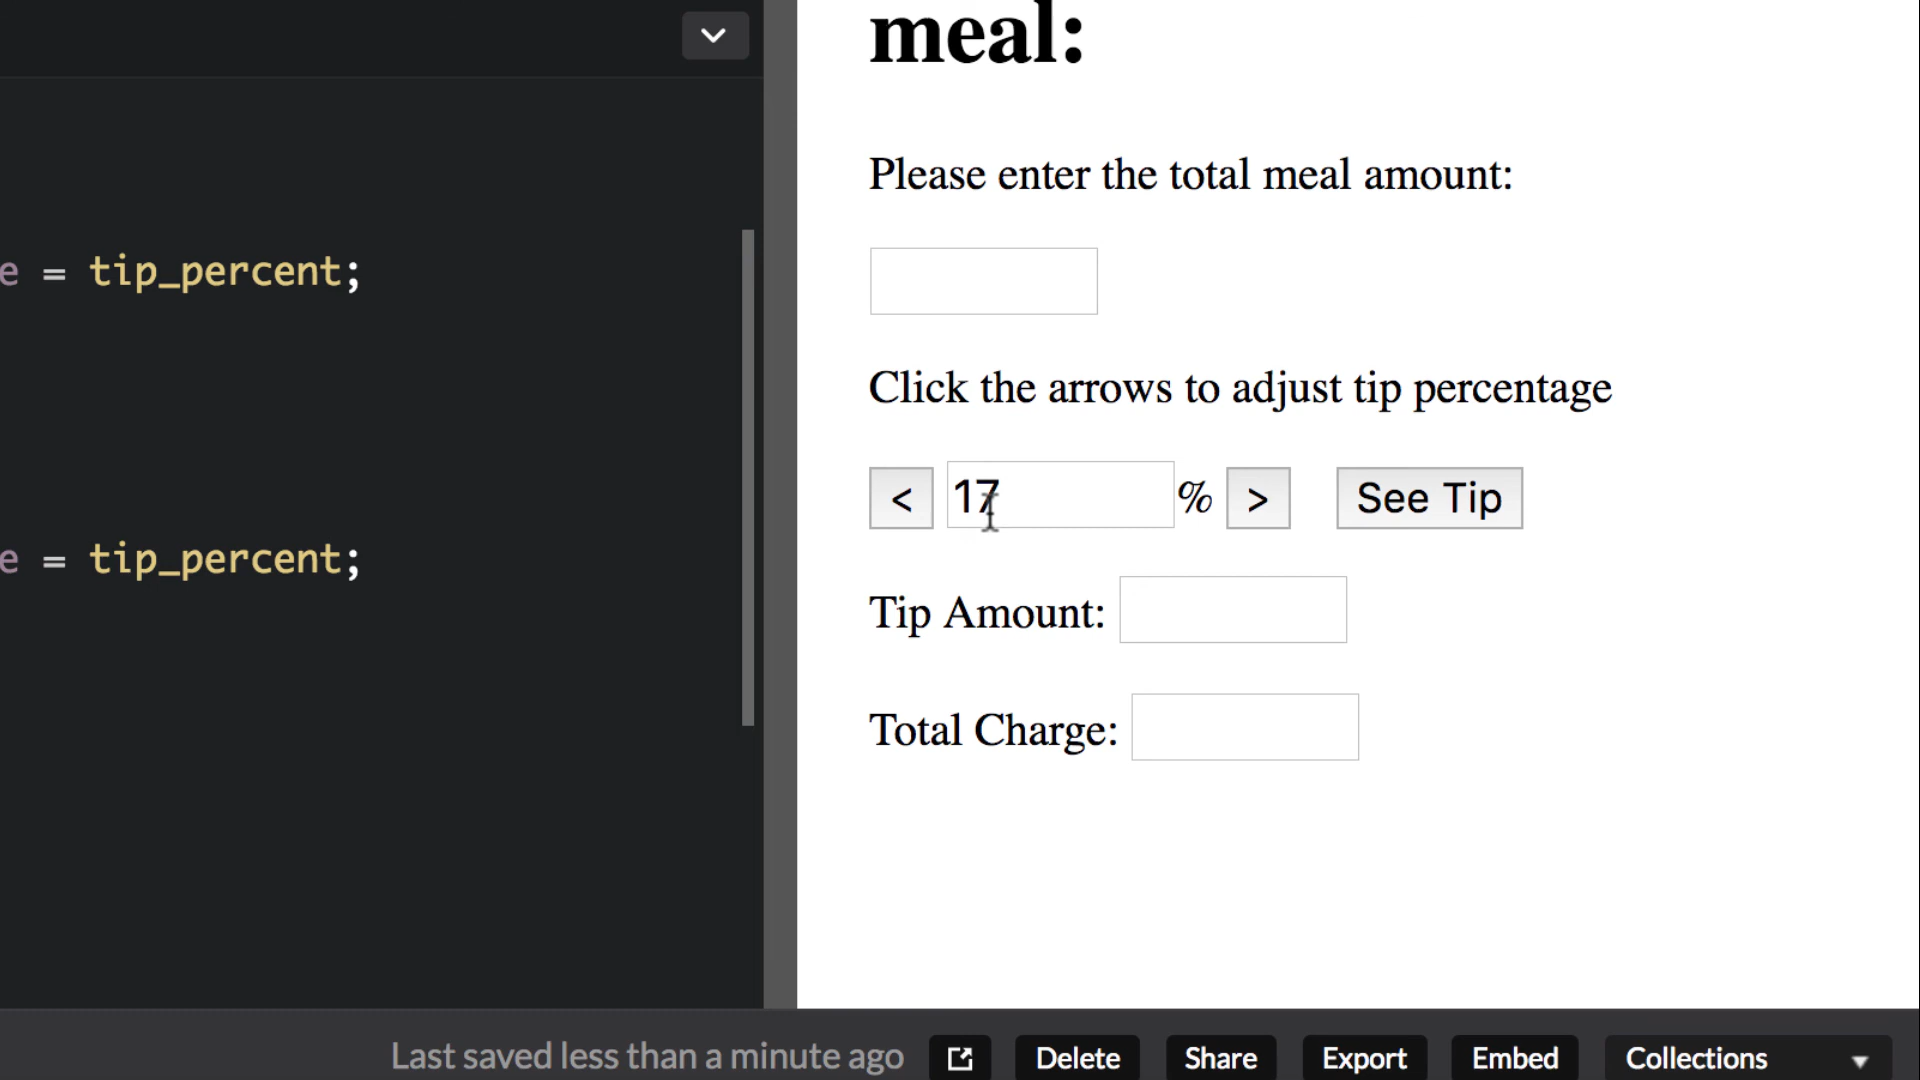 meal:
Please enter the total meal amount:
e = tip_percent;
Click the arrows to adjust tip percentage
< 17 % > See Tip
e = tip_percent;
Tip Amount:
Total Charge:
Last saved less than a minute ago Delete Share Export Embed Collections